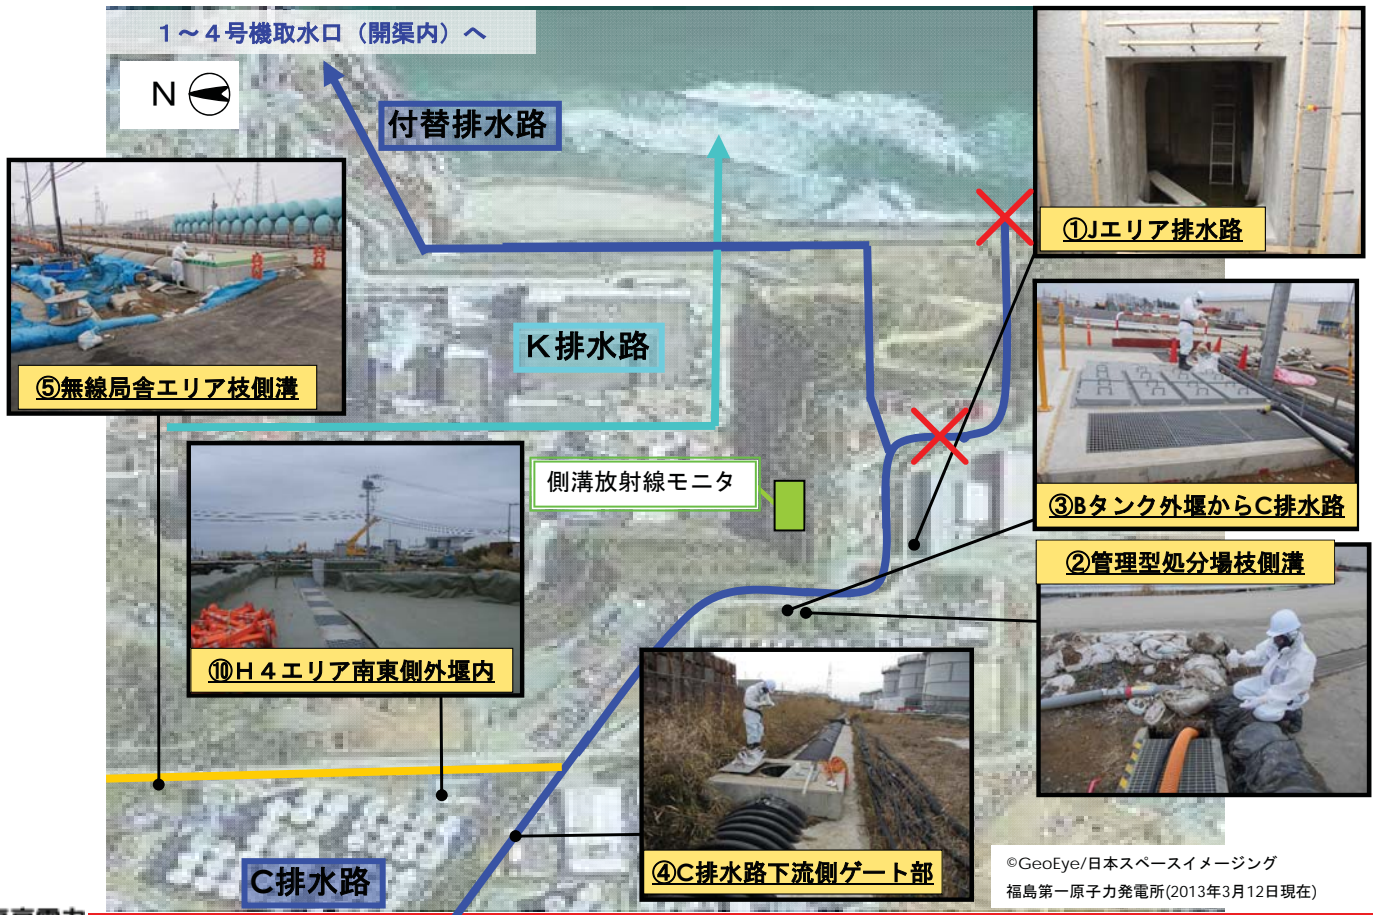 1～4号機取水口（開渠内）へ
N
付替排水路
①Jエリア排水路
⑤無線局舎エリア枝側溝
K排水路
側溝放射線モニタ
③Bタンク外堰からC排水路
②管理型処分場枝側溝
⑩H4エリア南東側外堰内
④C排水路下流側ゲート部
C排水路
©GeoEye/日本スペースイメージング
福島第一原子力発電所(2013年3月12日現在)